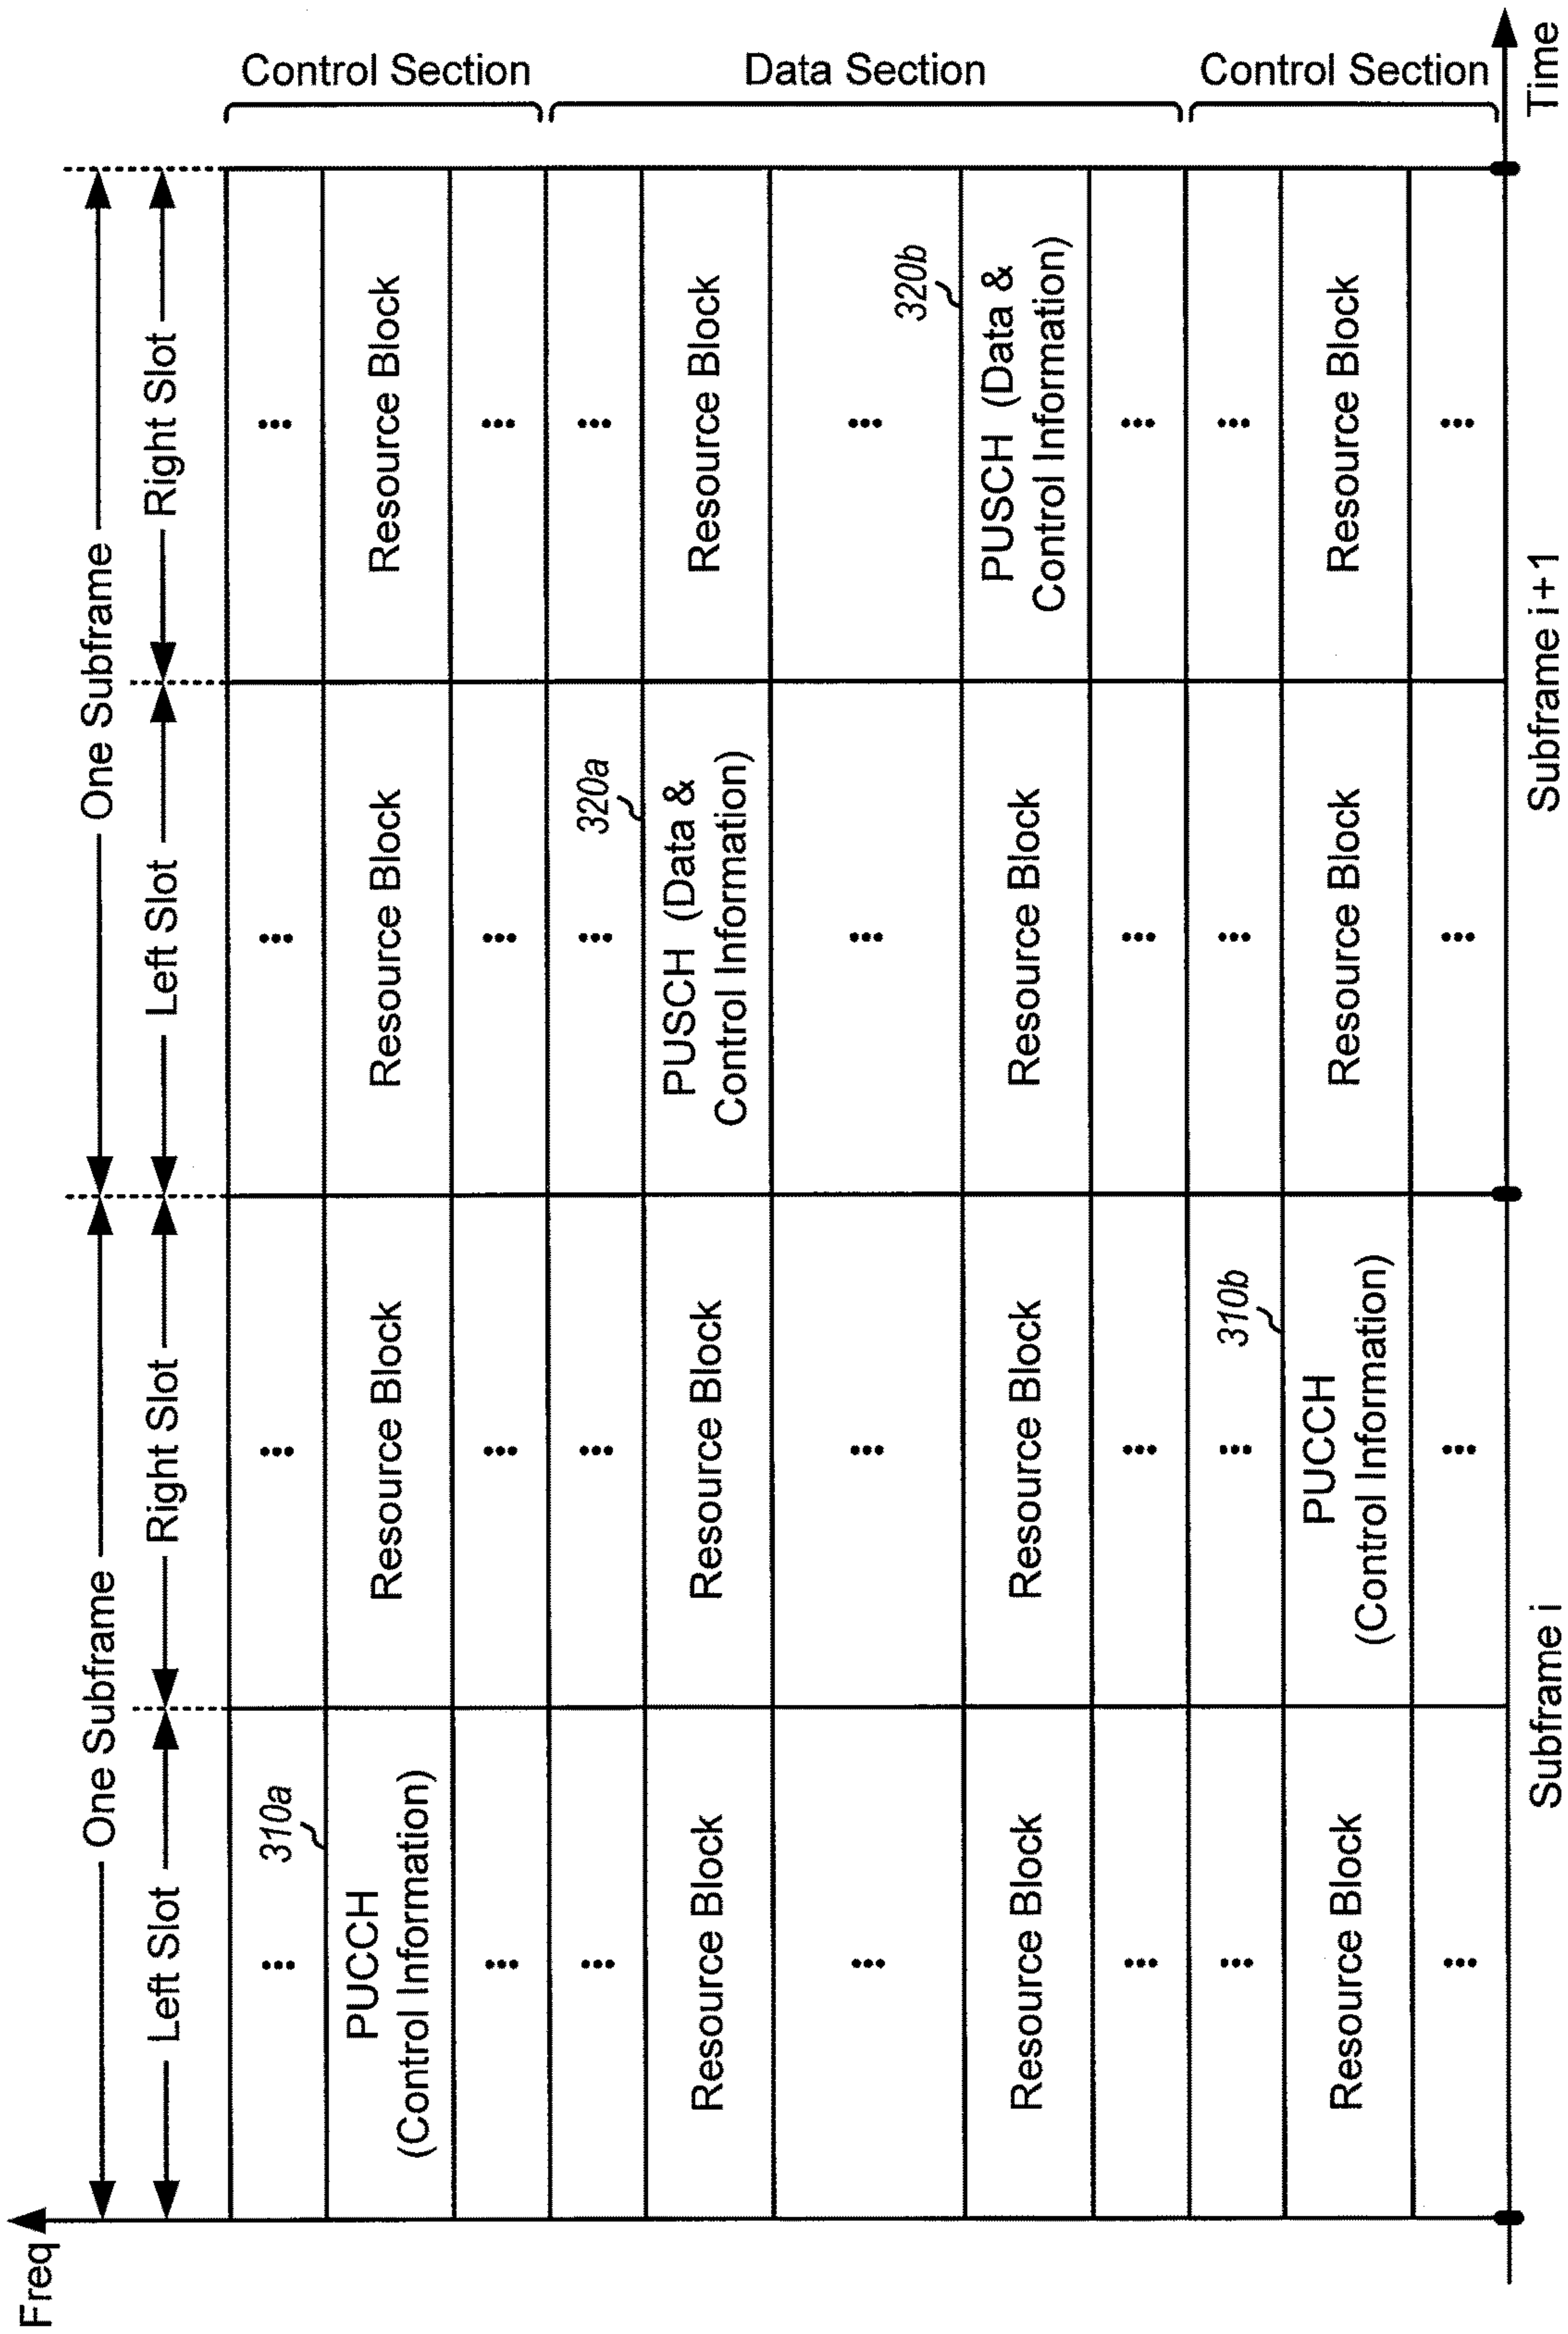 Freq
One Subframe
One Subframe
Left Slot
Right Slot
Left Slot
Right Slot
...
310a
...
...
...
Control Section
PUCCH
(Control Information)
Resource Block
Resource Block
Resource Block
...
...
...
...
...
...
320a
...
...
Data Section
Resource Block
Resource Block
PUSCH (Data &
Control Information)
Resource Block
...
...
...
...
320b
Resource Block
Resource Block
Resource Block
PUSCH (Data &
Control Information)
...
...
...
...
...
...
310b
...
...
Control Section
Resource Block
PUCCH
(Control Information)
Resource Block
Resource Block
...
...
...
...
Subframe i
Subframe i + 1
Time